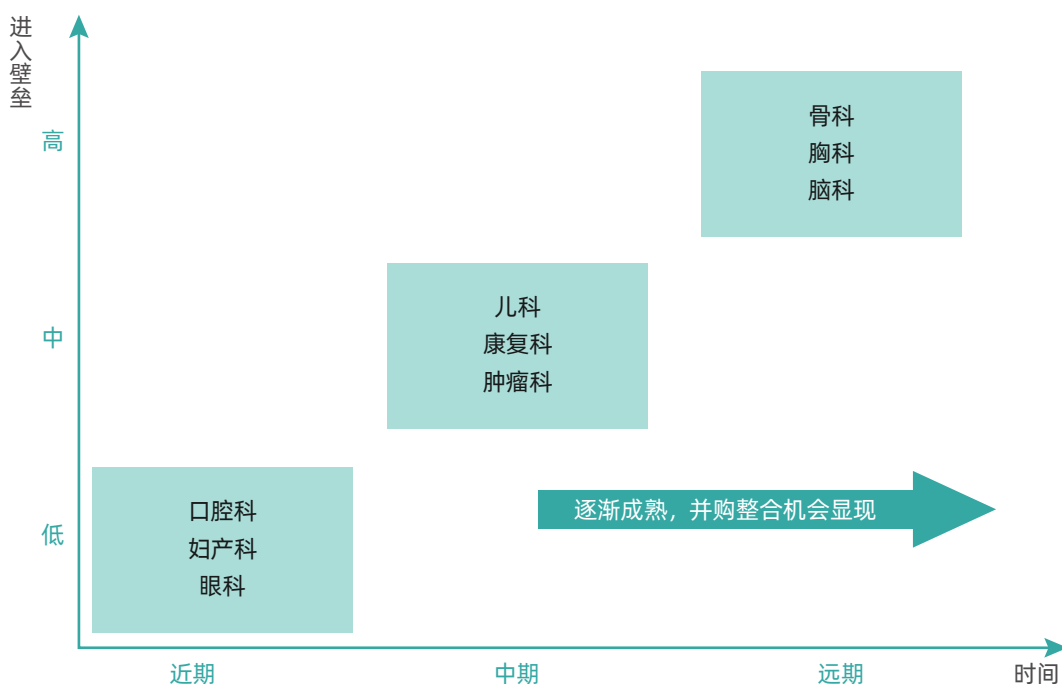 进入壁垒
高
骨科
胸科
脑科
中
儿科
康复科
肿瘤科
低
口腔科
妇产科
眼科
逐渐成熟，并购整合机会显现
近期
中期
远期
时间